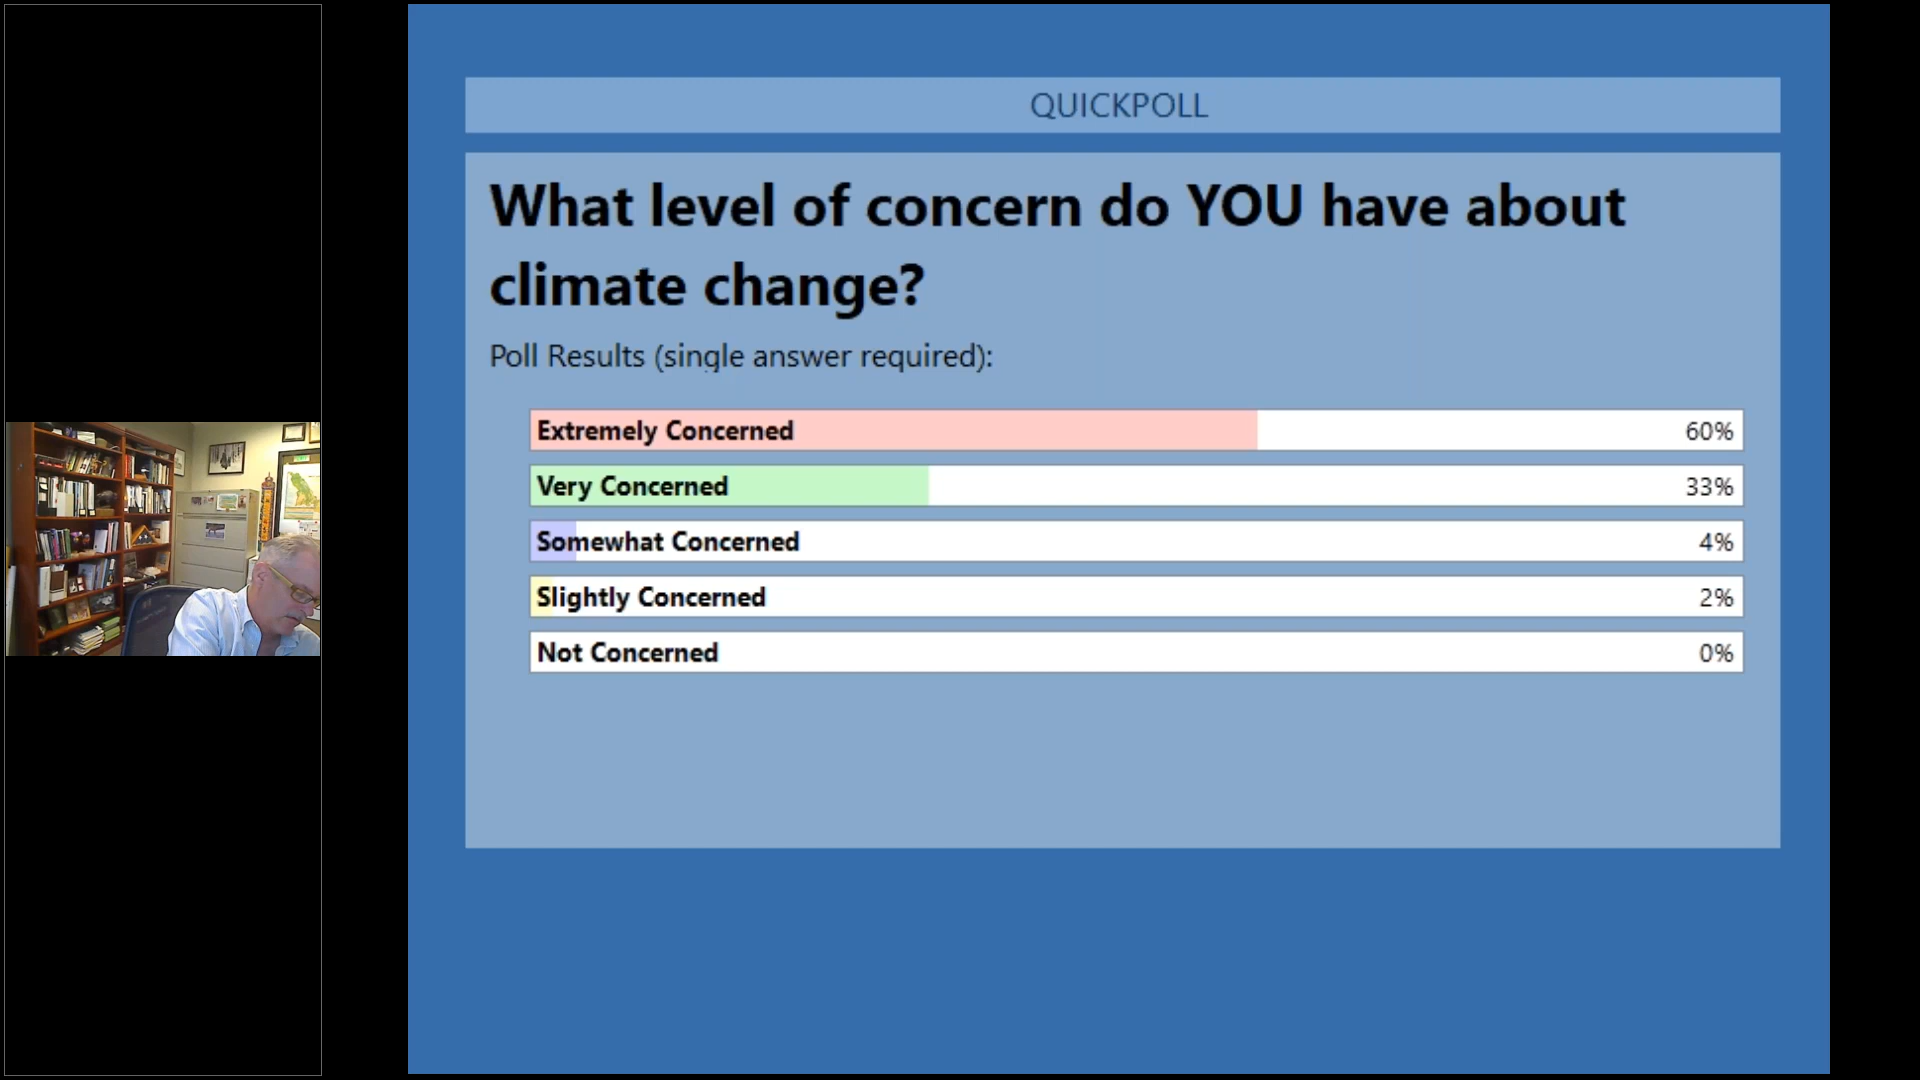 QUICKPOLL
What level of concern do YOU have about
climate change?
Poll Results (single answer required):
Extremely Concerned 60%
Very Concerned 33%
Somewhat Concerned 4%
Slightly Concerned 2%
Not Concerned 0%